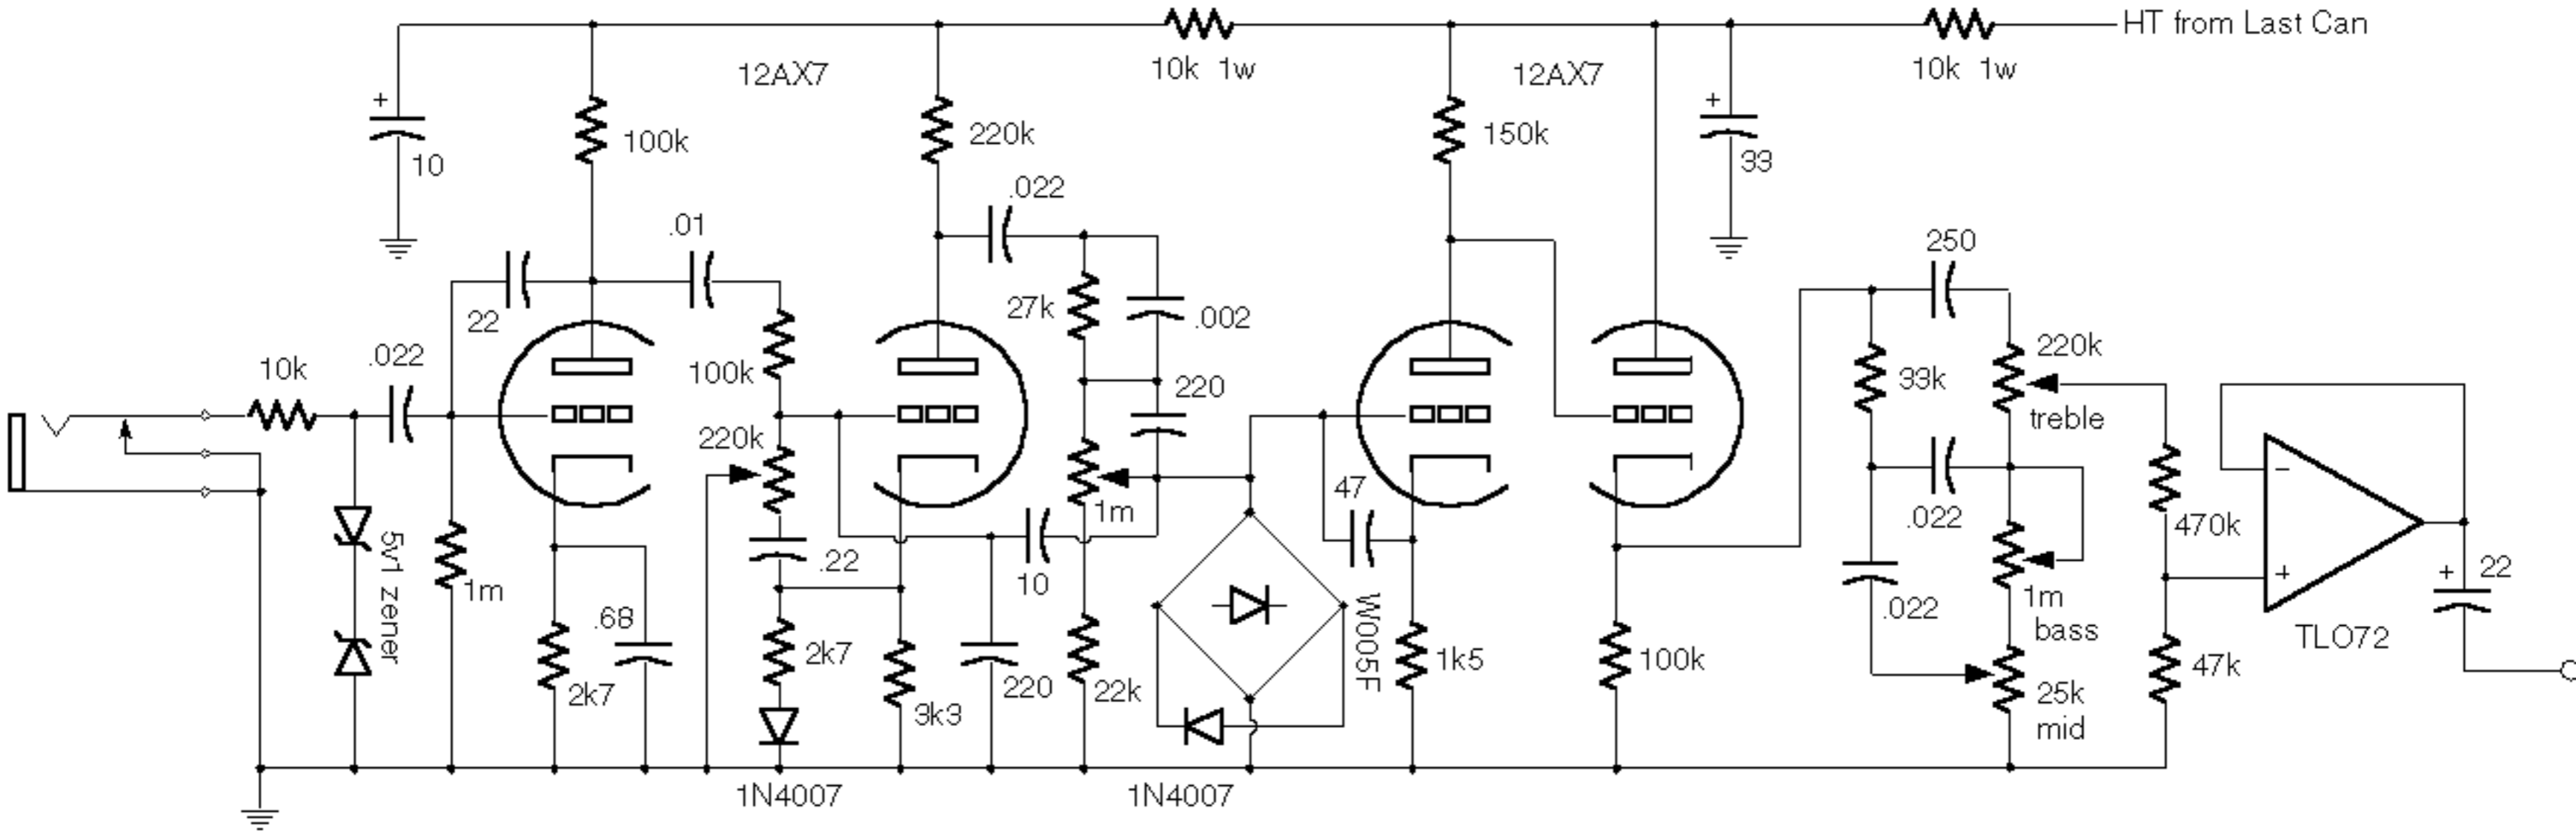 HT from Last Can
10k 1w
10k 1w
12AX7
12AX7
+
10
100k
220k
150k
+
33
.022
.01
250
22
27k
.002
10k
.022
100k
220
33k
220k
treble
220k
47
1m
.022
470k
−
+
5v1 zener
1m
.22
10
W005F
.022
1m
bass
+
22
TLO72
.68
2k7
2k7
3k3
220
22k
1k5
100k
25k
mid
47k
1N4007
1N4007